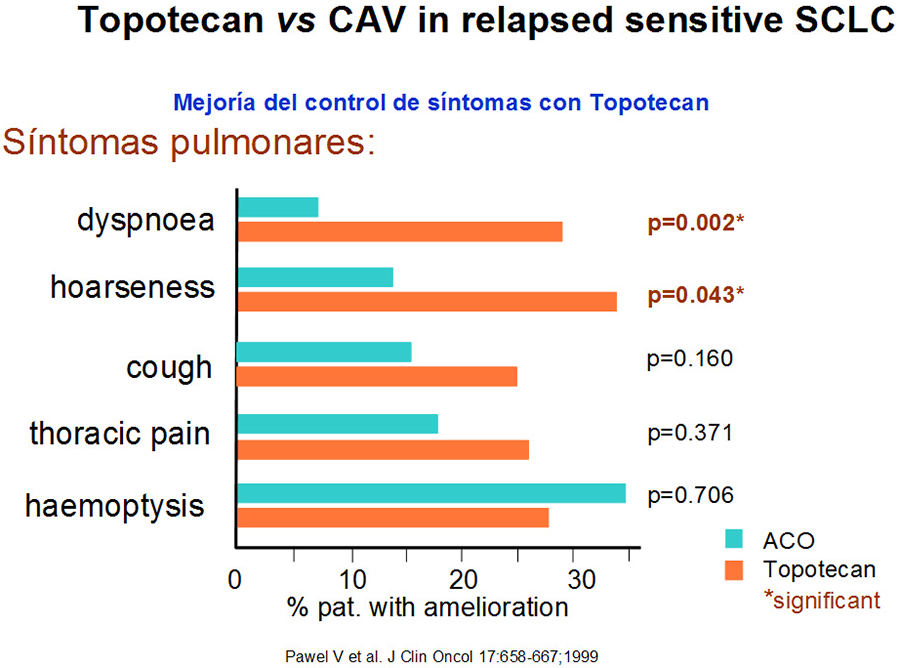 Topotecan vs CAV in relapsed sensitive SCLC
Mejoría del control de síntomas con Topotecan
Síntomas pulmonares:
dyspnoea
p=0.002*
hoarseness
p=0.043*
cough
p=0.160
thoracic pain
p=0.371
haemoptysis
p=0.706
ACO
Topotecan
*significant
0 10 20 30
% pat. with amelioration
Pawel V et al. J Clin Oncol 17:658-667;1999